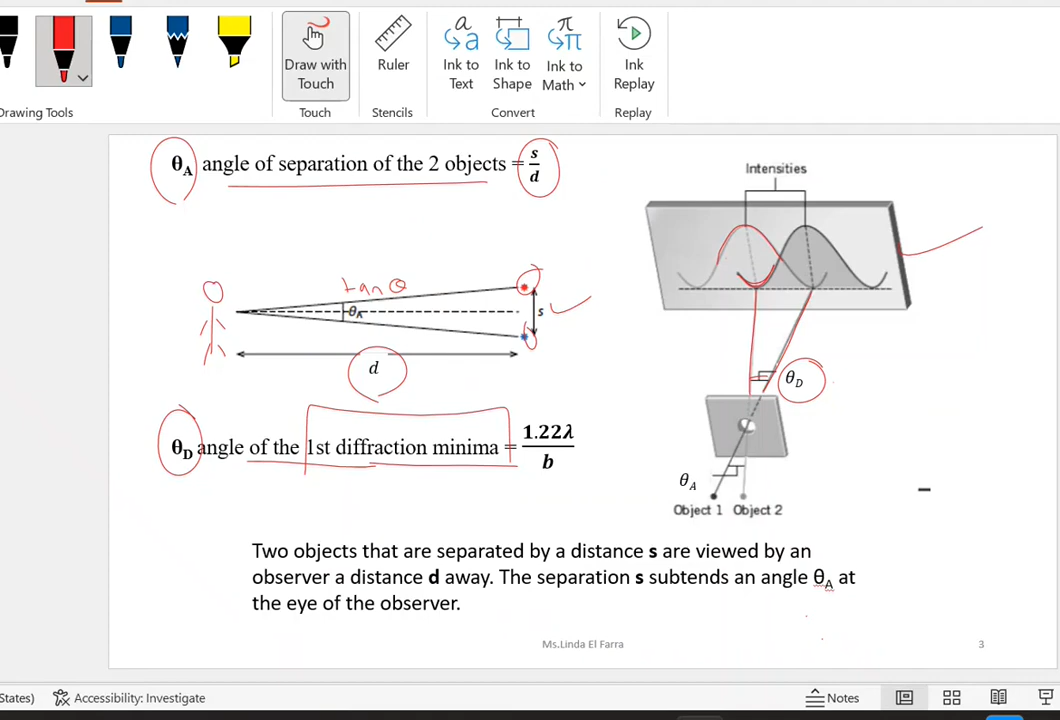 Draw with
Touch
Ruler
Ink to
Text
Ink to
Shape
Ink to
Math
Ink
Replay
Drawing Tools
Touch
Stencils
Convert
Replay
θA angle of separation of the 2 objects = s/d
Intensities
tan θ
θA
s
d
θD
θD angle of the 1st diffraction minima = 1.22λ/b
θA
Object 1 Object 2
Two objects that are separated by a distance s are viewed by an
observer a distance d away. The separation s subtends an angle θA at
the eye of the observer.
Ms.Linda El Farra
3
States)
Accessibility: Investigate
Notes